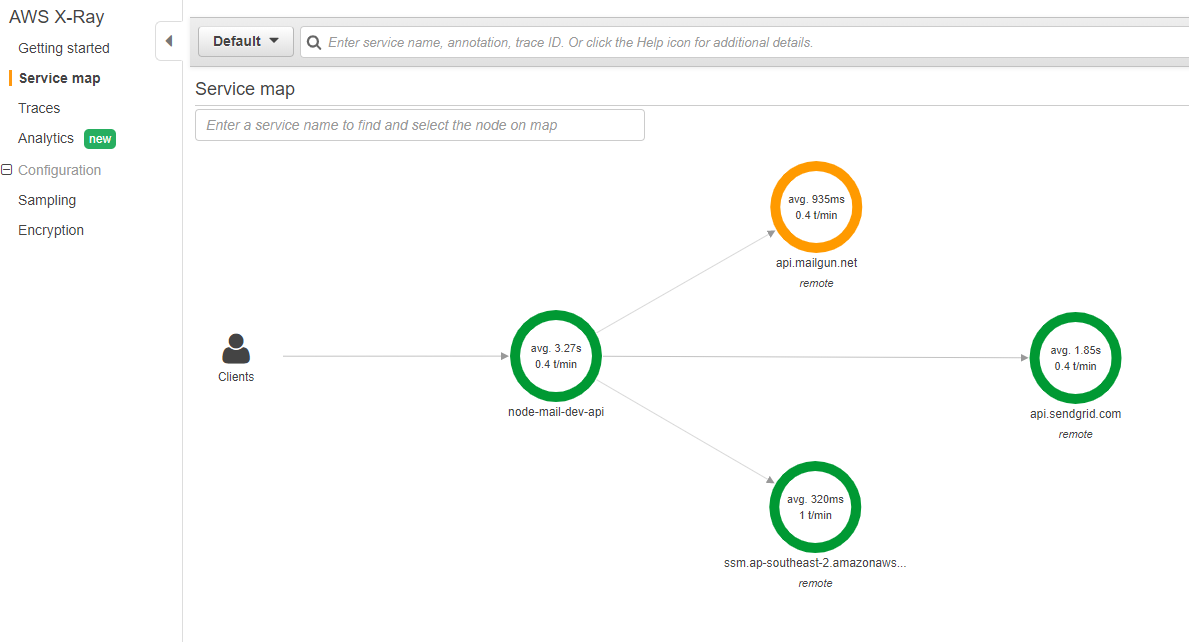 AWS X-Ray
Getting started
Service map
Traces
Analytics new
Configuration
Sampling
Encryption
Default
Enter service name, annotation, trace ID. Or click the Help icon for additional details.
Service map
Enter a service name to find and select the node on map
avg. 935ms
0.4 t/min
api.mailgun.net
remote
Clients
avg. 3.27s
0.4 t/min
node-mail-dev-api
avg. 1.85s
0.4 t/min
api.sendgrid.com
remote
avg. 320ms
1 t/min
ssm.ap-southeast-2.amazonaws...
remote